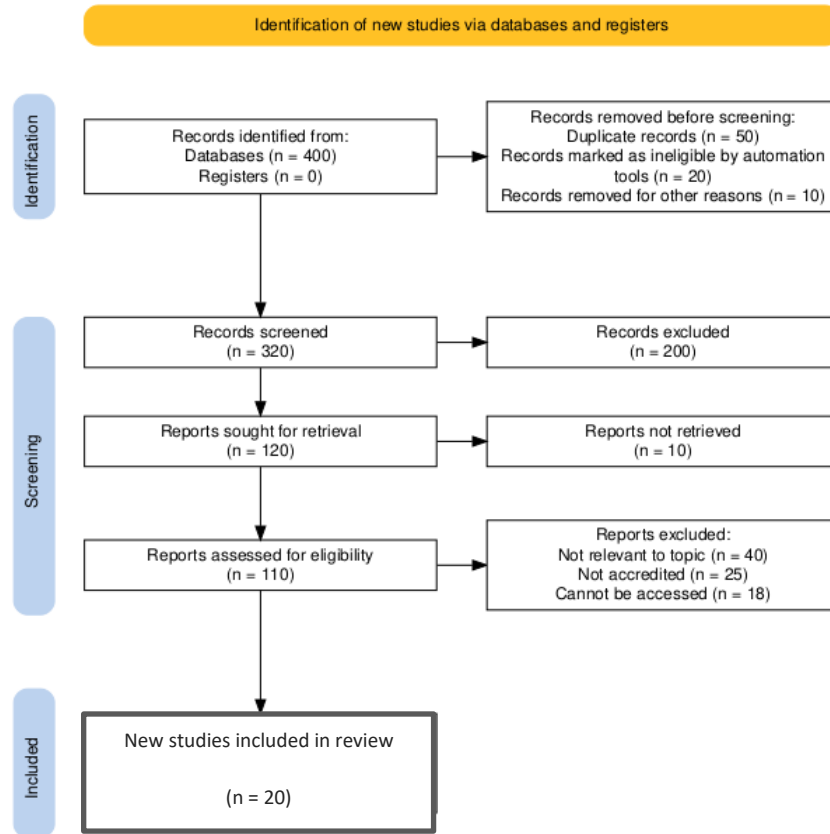 Identification of new studies via databases and registers
Identification
Records identified from:
Databases (n = 400)
Registers (n = 0)
Records removed before screening:
Duplicate records (n = 50)
Records marked as ineligible by automation
tools (n = 20)
Records removed for other reasons (n = 10)
Screening
Records screened
(n = 320)
Records excluded
(n = 200)
Reports sought for retrieval
(n = 120)
Reports not retrieved
(n = 10)
Reports assessed for eligibility
(n = 110)
Reports excluded:
Not relevant to topic (n = 40)
Not accredited (n = 25)
Cannot be accessed (n = 18)
Included
New studies included in review
(n = 20)